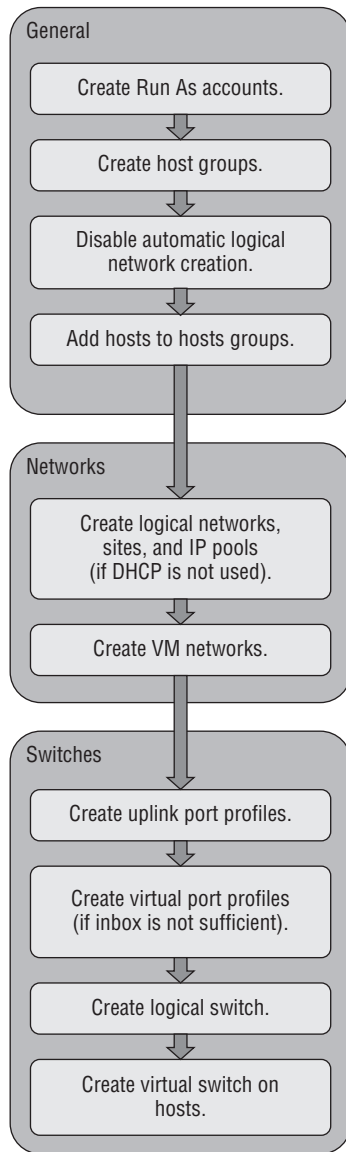 General
Create Run As accounts.
Create host groups.
Disable automatic logical
network creation.
Add hosts to hosts groups.
Networks
Create logical networks,
sites, and IP pools
(if DHCP is not used).
Create VM networks.
Switches
Create uplink port profiles.
Create virtual port profiles
(if inbox is not sufficient).
Create logical switch.
Create virtual switch on
hosts.